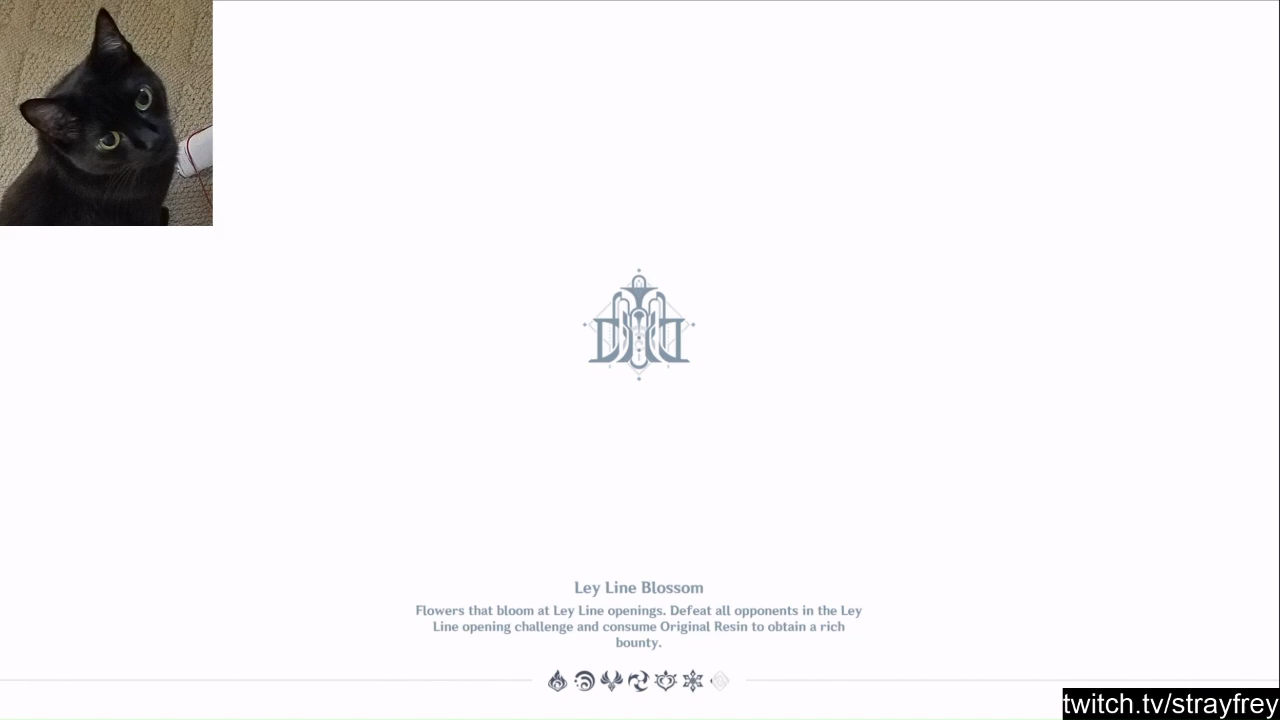 Ley Line Blossom
Flowers that bloom at Ley Line openings. Defeat all opponents in the Ley
Line opening challenge and consume Original Resin to obtain a rich
bounty.
twitch.tv/strayfrey